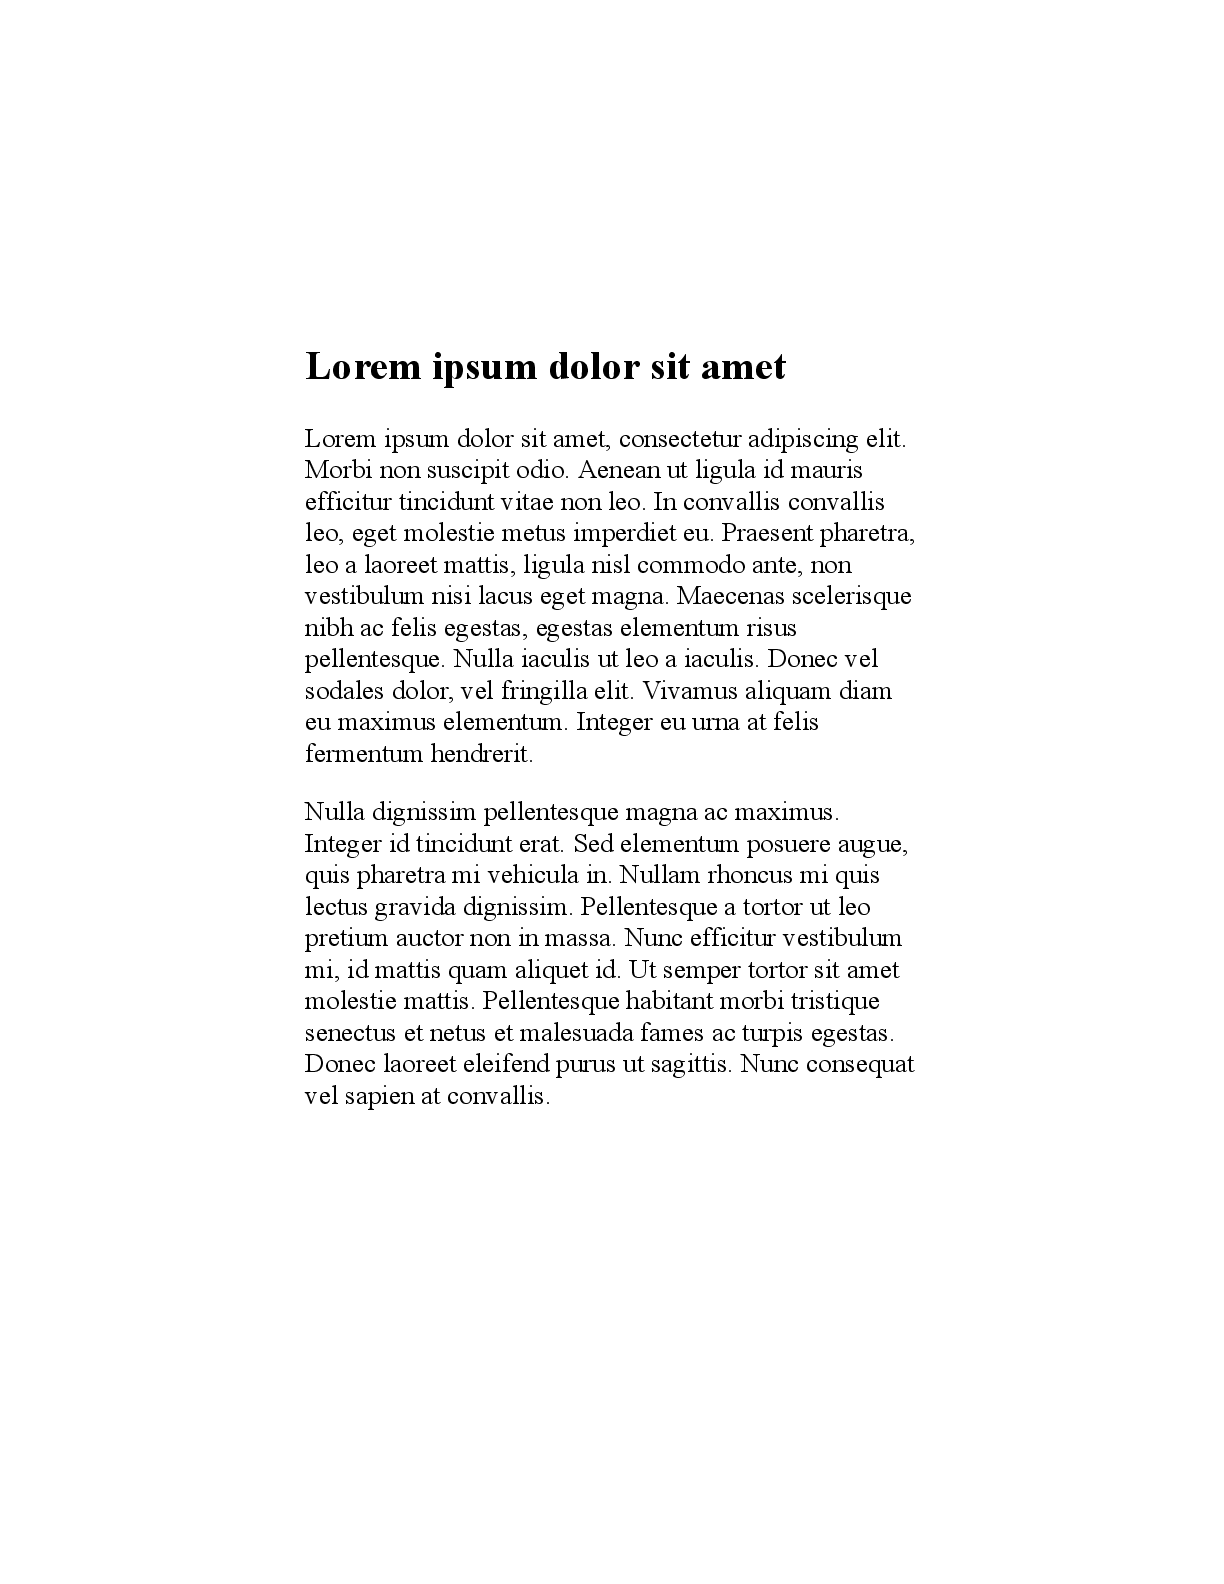 Lorem ipsum dolor sit amet
Lorem ipsum dolor sit amet, consectetur adipiscing elit.
Morbi non suscipit odio. Aenean ut ligula id mauris
efficitur tincidunt vitae non leo. In convallis convallis
leo, eget molestie metus imperdiet eu. Praesent pharetra,
leo a laoreet mattis, ligula nisl commodo ante, non
vestibulum nisi lacus eget magna. Maecenas scelerisque
nibh ac felis egestas, egestas elementum risus
pellentesque. Nulla iaculis ut leo a iaculis. Donec vel
sodales dolor, vel fringilla elit. Vivamus aliquam diam
eu maximus elementum. Integer eu urna at felis
fermentum hendrerit.
Nulla dignissim pellentesque magna ac maximus.
Integer id tincidunt erat. Sed elementum posuere augue,
quis pharetra mi vehicula in. Nullam rhoncus mi quis
lectus gravida dignissim. Pellentesque a tortor ut leo
pretium auctor non in massa. Nunc efficitur vestibulum
mi, id mattis quam aliquet id. Ut semper tortor sit amet
molestie mattis. Pellentesque habitant morbi tristique
senectus et netus et malesuada fames ac turpis egestas.
Donec laoreet eleifend purus ut sagittis. Nunc consequat
vel sapien at convallis.